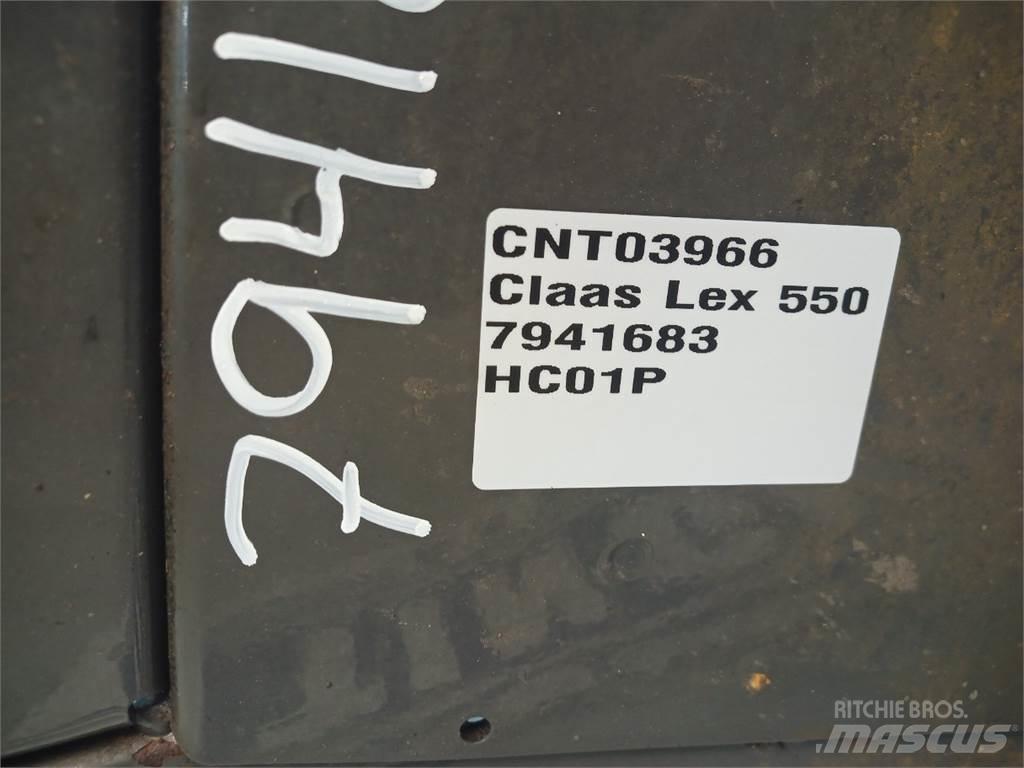 7941
CNT03966
Claas Lex 550
7941683
HC01P
RITCHIE BROS.
MASCUS